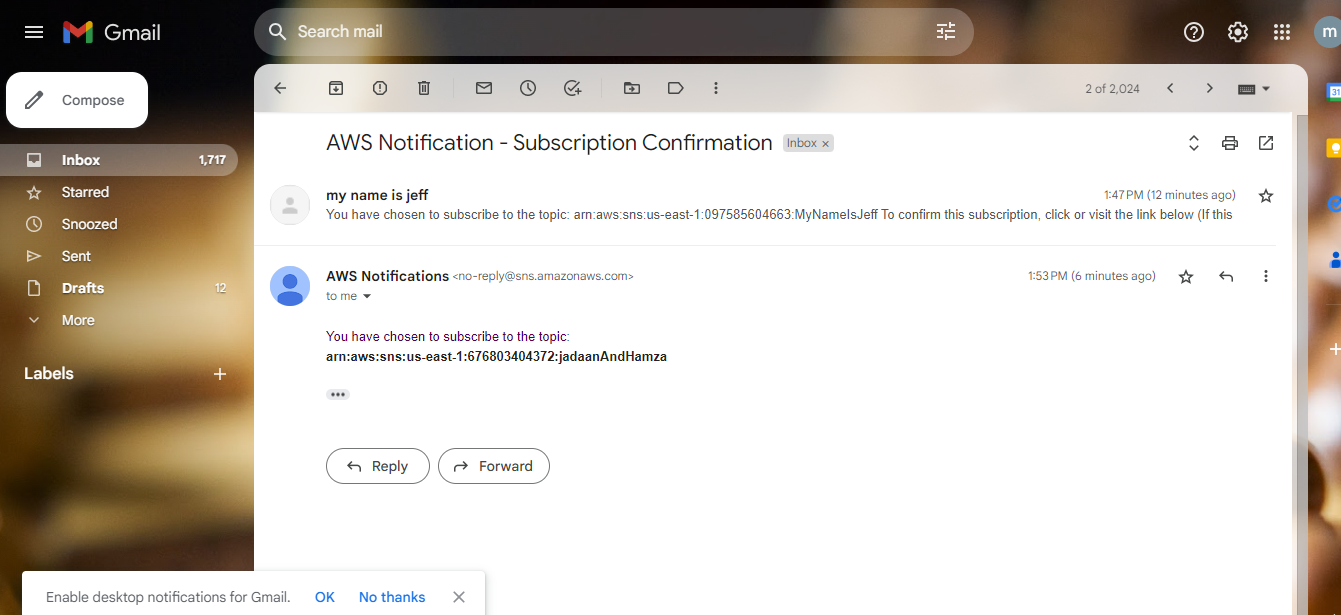 Gmail
Search mail
m
Compose
2 of 2,024
31
Inbox 1,717
AWS Notification - Subscription Confirmation Inbox ×
Starred
my name is jeff 1:47 PM (12 minutes ago)
Snoozed
You have chosen to subscribe to the topic: arn:aws:sns:us-east-1:097585604663:MyNameIsJeff To confirm this subscription, click or visit the link below (If this
Sent
AWS Notifications <no-reply@sns.amazonaws.com> 1:53 PM (6 minutes ago)
Drafts 12
to me
More
You have chosen to subscribe to the topic:
arn:aws:sns:us-east-1:676803404372:jadaanAndHamza
Labels
Reply
Forward
Enable desktop notifications for Gmail. OK No thanks